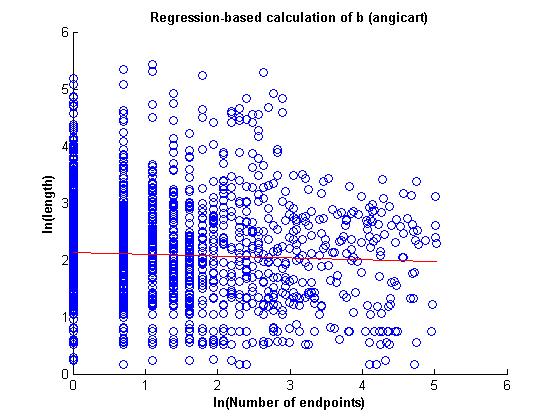 Regression-based calculation of b (angicart)
6
5
4
3
2
1
0
ln(length)
0 1 2 3 4 5 6
ln(Number of endpoints)